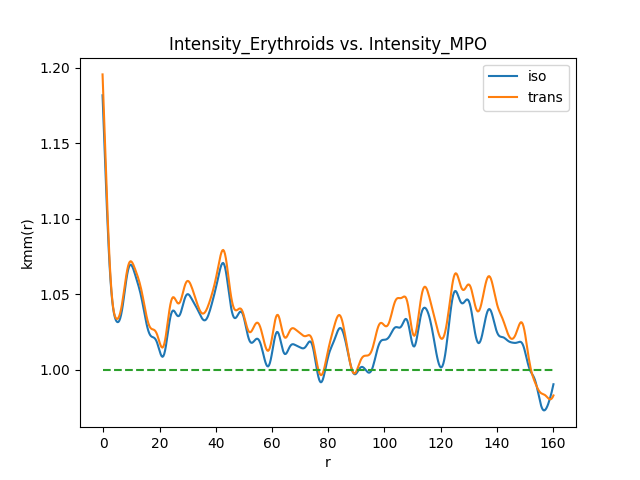 Intensity_Erythroids vs. Intensity_MPO
iso
trans
1.20
1.15
1.10
1.05
1.00
kmm(r)
0 20 40 60 80 100 120 140 160
r